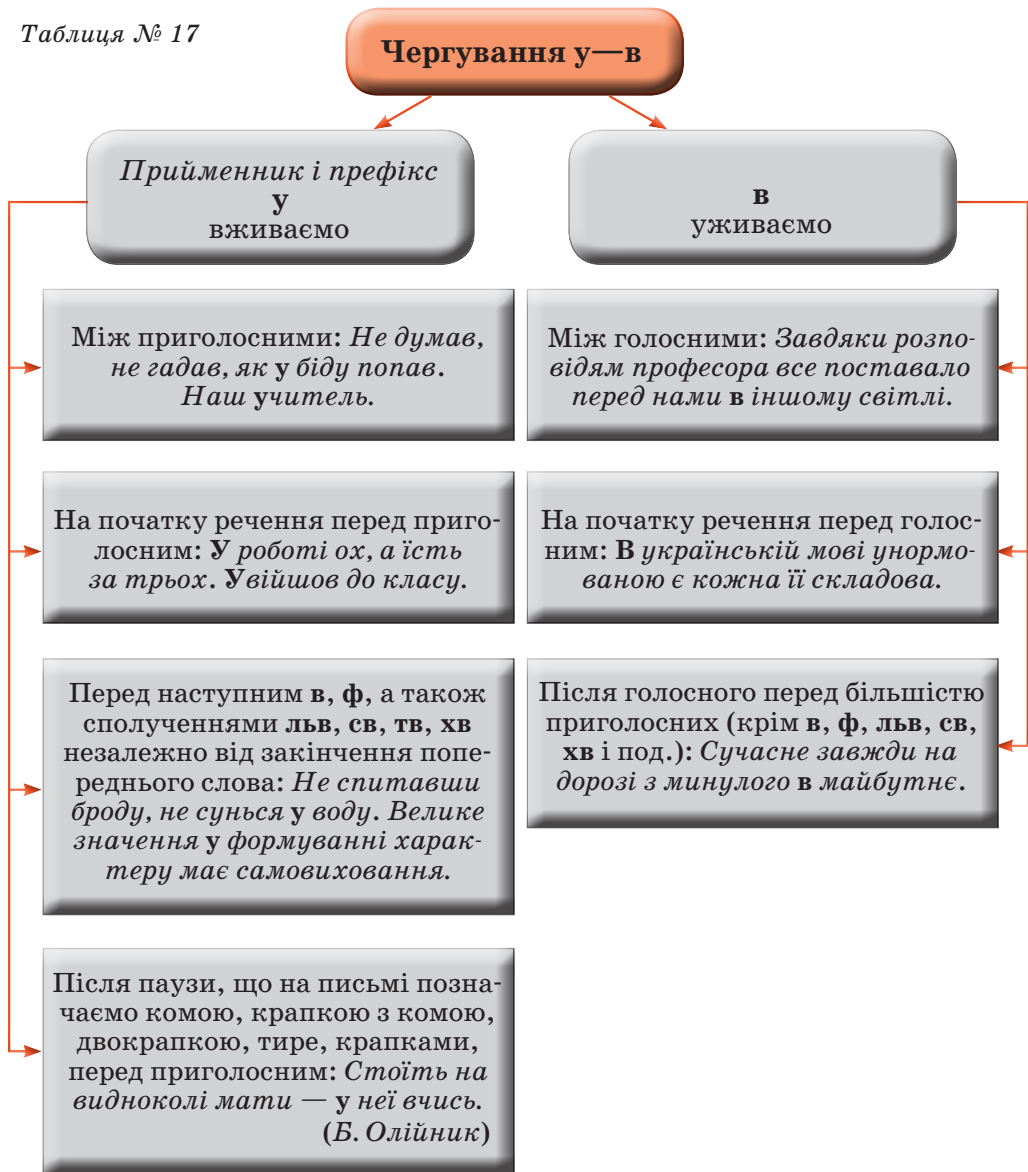 Таблиця № 17
Чергування у—в
Прийменник і префікс
у
вживаємо
в
уживаємо
Між приголосними: Не думав,
не гадав, як у біду попав.
Наш учитель.
Між голосними: Завдяки розпо-
відям професора все поставало
перед нами в іншому світлі.
На початку речення перед приго-
лосним: У роботі ох, а їсть
за трьох. Увійшов до класу.
На початку речення перед голос-
ним: В українській мові унормо-
ваною є кожна її складова.
Перед наступним в, ф, а також
сполученнями льв, св, тв, хв
незалежно від закінчення попе-
реднього слова: Не спитавши
броду, не сунься у воду. Велике
значення у формуванні харак-
теру має самовиховання.
Після голосного перед більшістю
приголосних (крім в, ф, льв, св,
хв і под.): Сучасне завжди на
дорозі з минулого в майбутнє.
Після паузи, що на письмі позна-
чаємо комою, крапкою з комою,
двокрапкою, тире, крапками,
перед приголосним: Стоїть на
видноколі мати — у неї вчись.
(Б. Олійник)